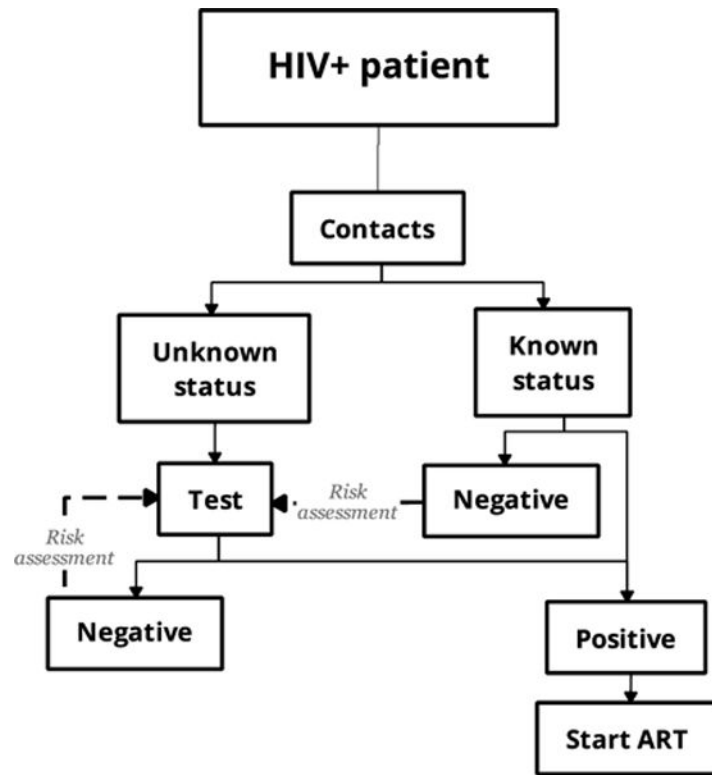 HIV+ patient
Contacts
Unknown
status
Known
status
Test
Risk
assessment
Negative
Risk
assessment
Negative
Positive
Start ART